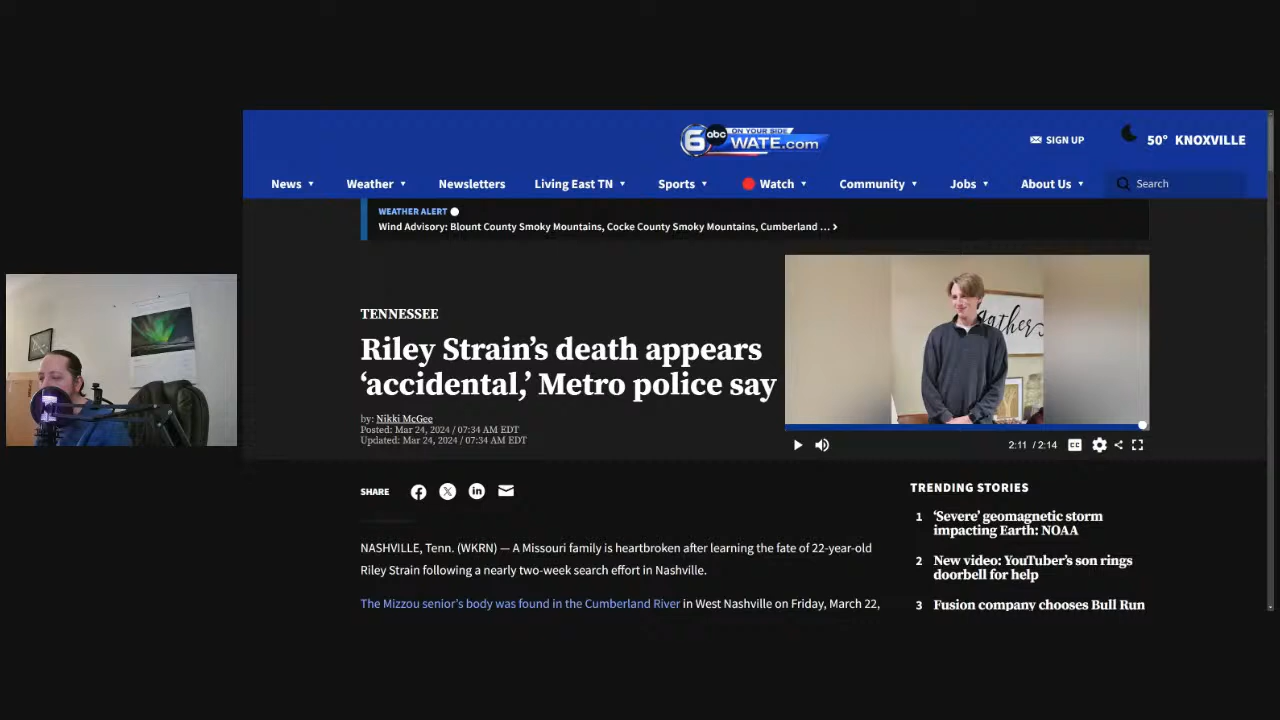 6 abc ON YOUR SIDE
WATE.com
SIGN UP
50° KNOXVILLE
News
Weather
Newsletters
Living East TN
Sports
Watch
Community
Jobs
About Us
Search
WEATHER ALERT
Wind Advisory: Blount County Smoky Mountains, Cocke County Smoky Mountains, Cumberland ... ›
TENNESSEE
Riley Strain’s death appears
‘accidental,’ Metro police say
by: Nikki McGee
Posted: Mar 24, 2024 / 07:34 AM EDT
Updated: Mar 24, 2024 / 07:34 AM EDT
gather
2:11 / 2:14
CC
SHARE
NASHVILLE, Tenn. (WKRN) — A Missouri family is heartbroken after learning the fate of 22-year-old
Riley Strain following a nearly two-week search effort in Nashville.
The Mizzou senior’s body was found in the Cumberland River in West Nashville on Friday, March 22,
TRENDING STORIES
1 ‘Severe’ geomagnetic storm
impacting Earth: NOAA
2 New video: YouTuber’s son rings
doorbell for help
3 Fusion company chooses Bull Run